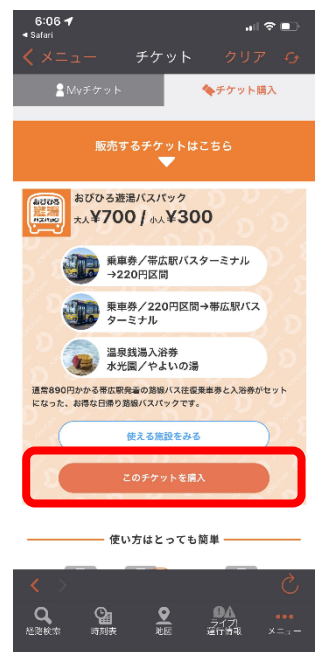 6:06
◀ Safari
メニュー チケット クリア
Myチケット チケット購入
販売するチケットはこちら
おびひろ遊湯バスパック
大人¥700 / 小人¥300
乗車券／帯広駅バスターミナル
→220円区間
乗車券／220円区間→帯広駅バス
ターミナル
温泉銭湯入浴券
水光園／やよいの湯
通常890円かかる帯広駅発着の路線バス往復乗車券と入浴券がセット
になった、お得な日帰り路線バスパックです。
使える施設をみる
このチケットを購入
使い方はとっても簡単
経路検索 時刻表 地図 ライブ/運行情報 メニュー